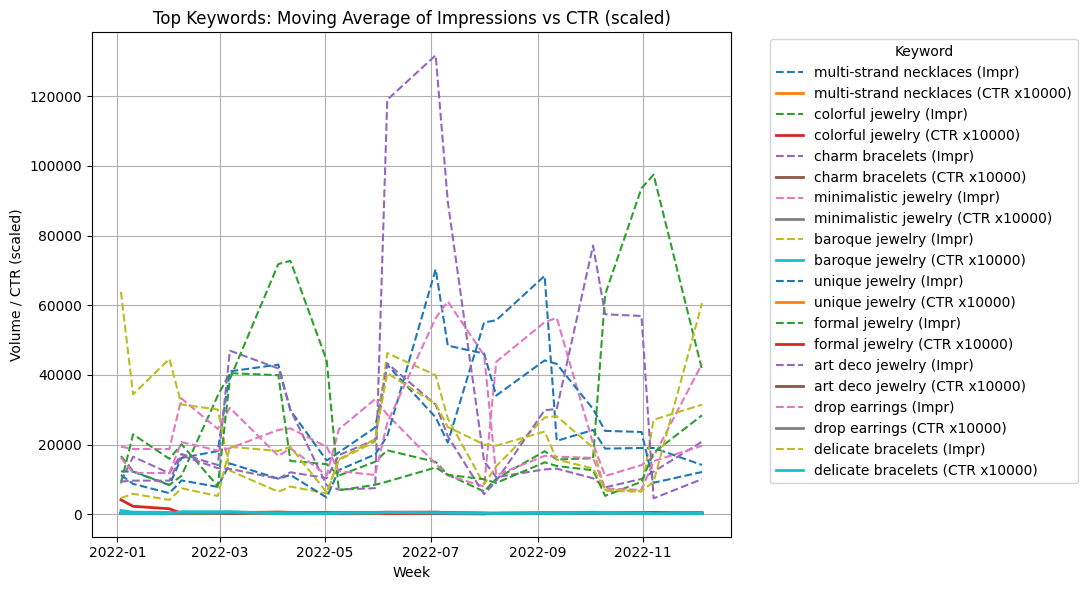 Top Keywords: Moving Average of Impressions vs CTR (scaled)
Volume / CTR (scaled)
120000
100000
80000
60000
40000
20000
0
2022-01
2022-03
2022-05
2022-07
2022-09
2022-11
Week
Keyword
multi-strand necklaces (Impr)
multi-strand necklaces (CTR x10000)
colorful jewelry (Impr)
colorful jewelry (CTR x10000)
charm bracelets (Impr)
charm bracelets (CTR x10000)
minimalistic jewelry (Impr)
minimalistic jewelry (CTR x10000)
baroque jewelry (Impr)
baroque jewelry (CTR x10000)
unique jewelry (Impr)
unique jewelry (CTR x10000)
formal jewelry (Impr)
formal jewelry (CTR x10000)
art deco jewelry (Impr)
art deco jewelry (CTR x10000)
drop earrings (Impr)
drop earrings (CTR x10000)
delicate bracelets (Impr)
delicate bracelets (CTR x10000)